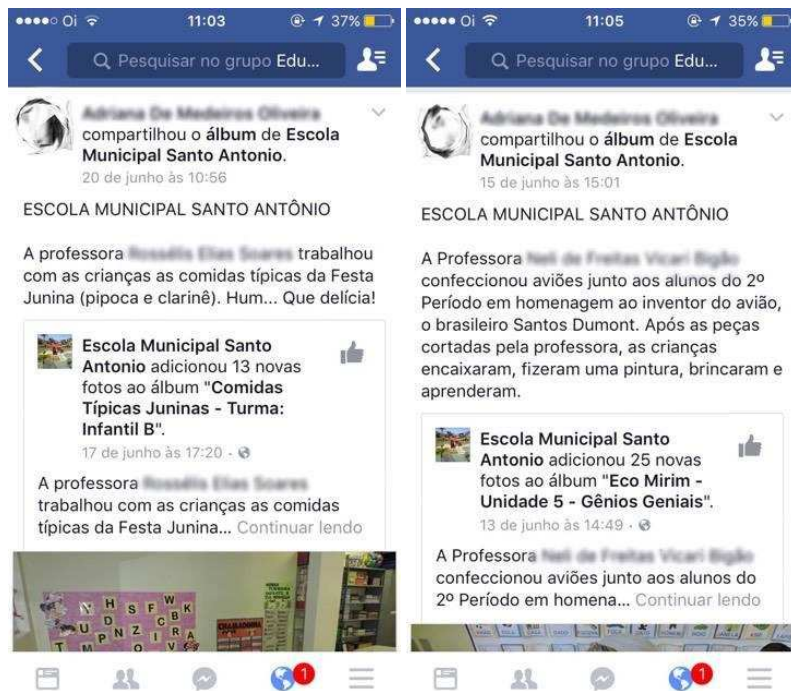 Oi 11:03 37%
Pesquisar no grupo Edu...
compartilhou o álbum de Escola
Municipal Santo Antonio.
20 de junho às 10:56
ESCOLA MUNICIPAL SANTO ANTÔNIO
A professora trabalhou
com as crianças as comidas típicas da Festa
Junina (pipoca e clarinê). Hum... Que delícia!
Escola Municipal Santo
Antonio adicionou 13 novas
fotos ao álbum "Comidas
Típicas Juninas - Turma:
Infantil B".
17 de junho às 17:20
A professora
trabalhou com as crianças as comidas
típicas da Festa Junina... Continuar lendo
H S F W K
U D E C B
T M P N Z I R A
O V
CHAMADINHA
1
Oi 11:05 35%
Pesquisar no grupo Edu...
compartilhou o álbum de Escola
Municipal Santo Antonio.
15 de junho às 15:01
ESCOLA MUNICIPAL SANTO ANTÔNIO
A Professora
confeccionou aviões junto aos alunos do 2º
Período em homenagem ao inventor do avião,
o brasileiro Santos Dumont. Após as peças
cortadas pela professora, as crianças
encaixaram, fizeram uma pintura, brincaram e
aprenderam.
Escola Municipal Santo
Antonio adicionou 25 novas
fotos ao álbum "Eco Mirim -
Unidade 5 - Gênios Geniais".
13 de junho às 14:49
A Professora
confeccionou aviões junto aos alunos do
2º Período em homena... Continuar lendo
1